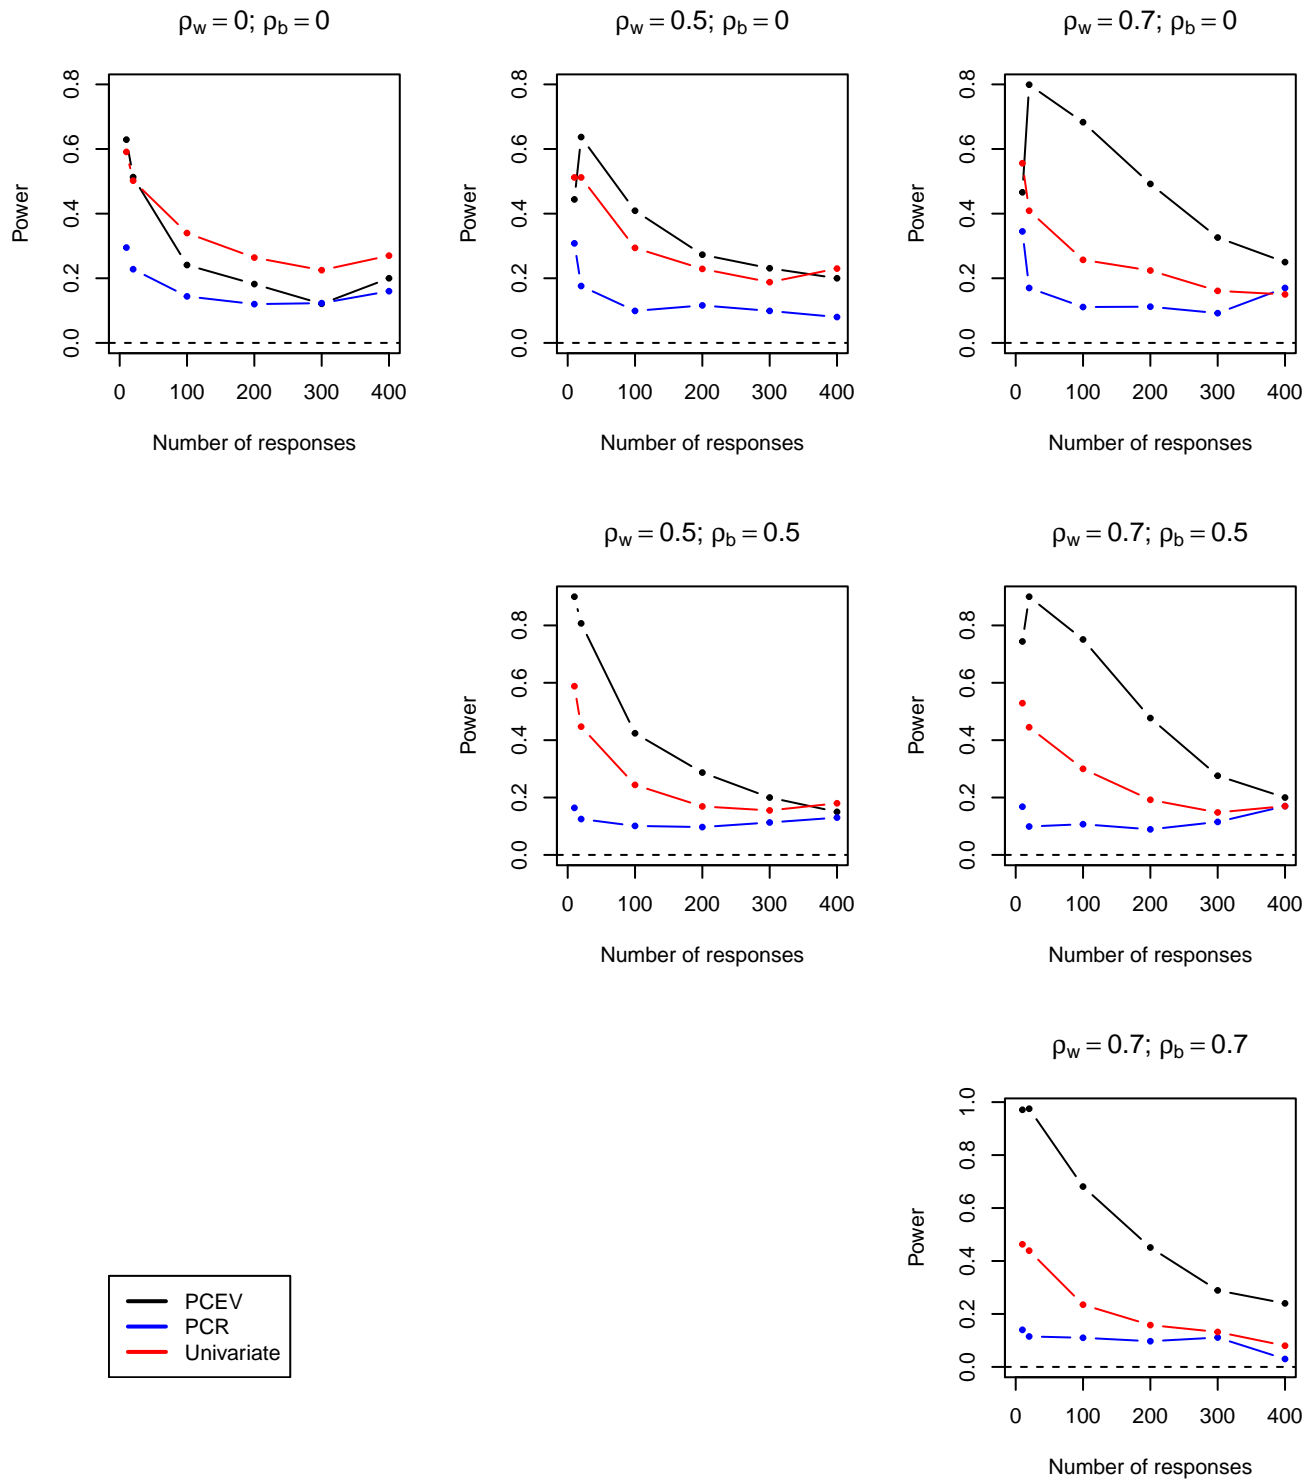 ρw = 0; ρb = 0
0.0 0.2 0.4 0.6 0.8
Power
0 100 200 300 400
Number of responses
ρw = 0.5; ρb = 0
0.0 0.2 0.4 0.6 0.8
Power
0 100 200 300 400
Number of responses
ρw = 0.7; ρb = 0
0.0 0.2 0.4 0.6 0.8
Power
0 100 200 300 400
Number of responses
ρw = 0.5; ρb = 0.5
0.0 0.2 0.4 0.6 0.8
Power
0 100 200 300 400
Number of responses
ρw = 0.7; ρb = 0.5
0.0 0.2 0.4 0.6 0.8
Power
0 100 200 300 400
Number of responses
ρw = 0.7; ρb = 0.7
0.0 0.2 0.4 0.6 0.8 1.0
Power
0 100 200 300 400
Number of responses
PCEV
PCR
Univariate